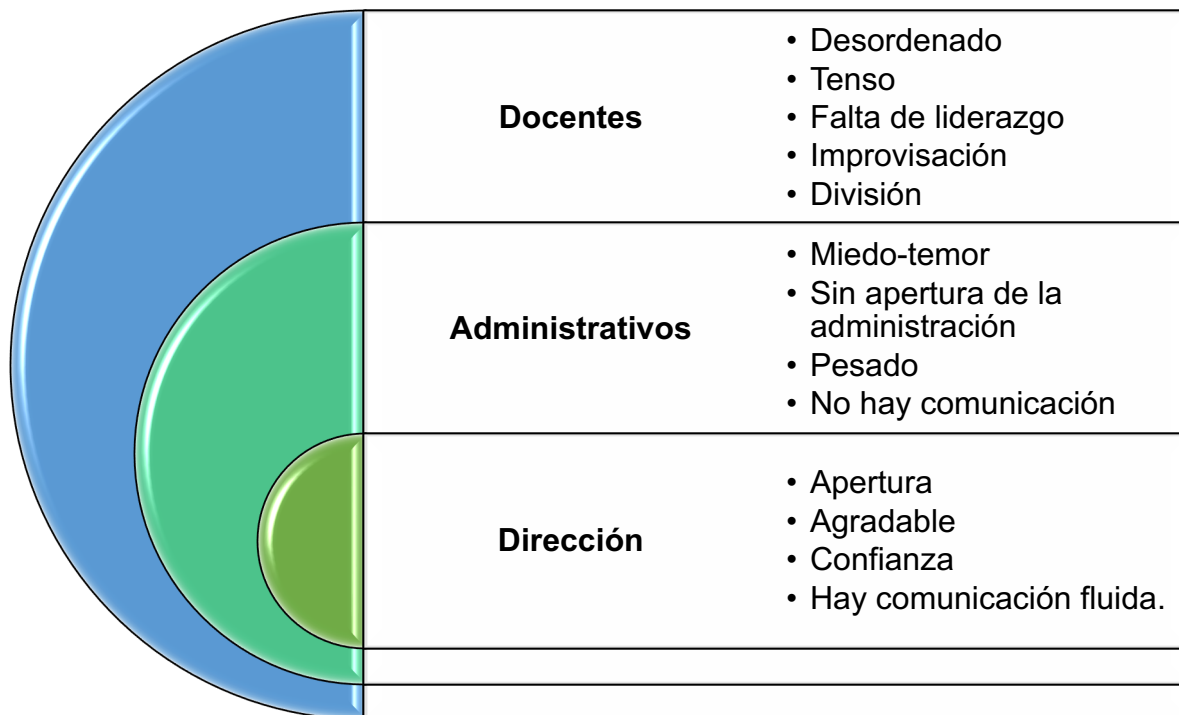 Docentes
• Desordenado
• Tenso
• Falta de liderazgo
• Improvisación
• División
Administrativos
• Miedo-temor
• Sin apertura de la
administración
• Pesado
• No hay comunicación
Dirección
• Apertura
• Agradable
• Confianza
• Hay comunicación fluida.